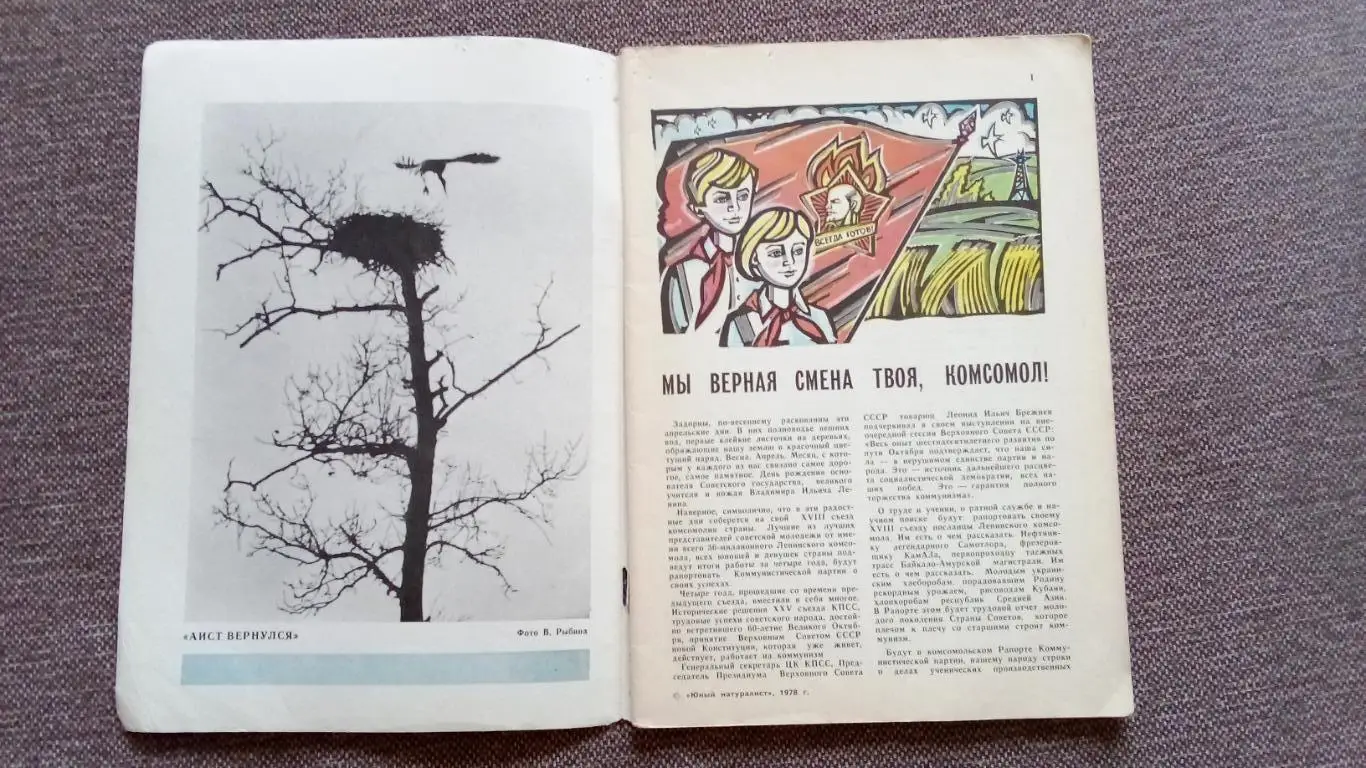 «АИСТ ВЕРНУЛСЯ»
Фото В. Рыбина
1
ВСЕГДА ГОТОВ!
МЫ ВЕРНАЯ СМЕНА ТВОЯ, КОМСОМОЛ!
Задорны, по-весеннему раскованны эти
апрельские дни. В них половодье вешних
вод, первые клейкие листочки на деревьях,
обряжающие нашу землю в красочный цве-
тущий наряд. Весна. Апрель. Месяц, с кото-
рым у каждого из нас связано самое доро-
гое, самое памятное. День рождения осно-
вателя Советского государства, великого
учителя и вождя Владимира Ильича Ле-
нина.
Наверное, символично, что в эти радост-
ные дни соберется на свой XVIII съезд
комсомолия страны. Лучшие из лучших
представителей советской молодежи от име-
ни всего 36-миллионного Ленинского комсо-
мола, всех юношей и девушек страны под-
ведут итоги работы за четыре года, будут
рапортовать Коммунистической партии о
своих успехах.
Четыре года, прошедшие со времени пре-
дыдущего съезда, вместили в себя многое.
Исторические решения XXV съезда КПСС,
трудовые успехи советского народа, достой-
но встретившего 60-летие Великого Октяб-
ря, принятие Верховным Советом СССР
новой Конституции, которая уже живет,
действует, работает на коммунизм
Генеральный секретарь ЦК КПСС, Пред-
седатель Президиума Верховного Совета
СССР товарищ Леонид Ильич Брежнев
подчеркивал в своем выступлении на вне-
очередной сессии Верховного Совета СССР:
«Весь опыт шестидесятилетнего развития по
пути Октября подтверждает, что наша си-
ла — в нерушимом единстве партии и на-
рода. Это — источник дальнейшего расцве-
та социалистической демократии, всех на-
ших побед. Это — гарантия полного
торжества коммунизма».
О труде и учении, о ратной службе и на-
учном поиске будут рапортовать своему
XVIII съезду посланцы Ленинского комсо-
мола. Им есть о чем рассказать. Нефтяни-
ку легендарного Самотлора, фрезеров-
щику КамАЗа, первопроходцу таежных
трасс Байкало-Амурской магистрали. Им
есть о чем рассказать. Молодым украин-
ским хлеборобам, порадовавшим Родину
рекордным урожаем, рисоводам Кубани,
хлопкоробам республик Средней Азии.
В Рапорте этом будет трудовой отчет моло-
дого поколения Страны Советов, которое
плечом к плечу со старшими строит ком-
мунизм.
Будут в комсомольском Рапорте Комму-
нистической партии, нашему народу строки
о делах ученических производственных
© «Юный натуралист», 1978 г.